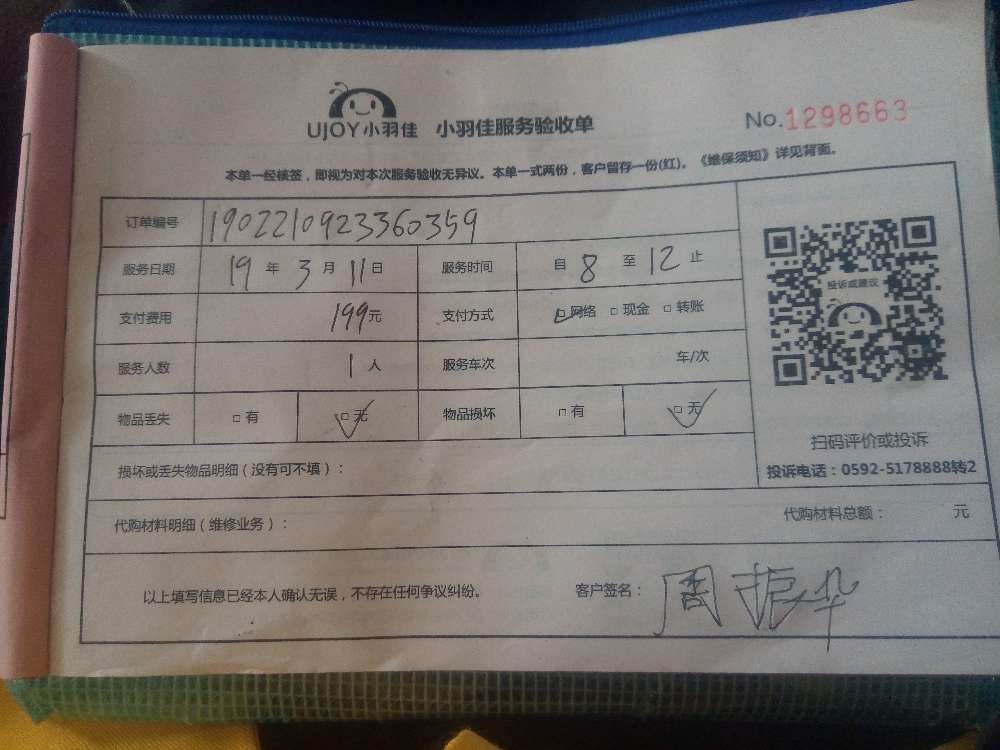 UJOY小羽佳 小羽佳服务验收单 No.1298663
本单一经核签，即视为对本次服务验收无异议。本单一式两份，客户留存一份(红)。《维保须知》详见背面。
订单编号 1902210923360359
服务日期 19 年 3 月 11 日 服务时间 自 8 至 12 止
支付费用 199元 支付方式 □网络 □现金 □转账
服务人数 1 人 服务车次 车/次
物品丢失 □有 □无 物品损坏 □有 □无
投诉或建议
扫码评价或投诉
投诉电话：0592-5178888转2
损坏或丢失物品明细（没有可不填）：
代购材料明细（维修业务）： 代购材料总额： 元
以上填写信息已经本人确认无误，不存在任何争议纠纷。 客户签名：周振华